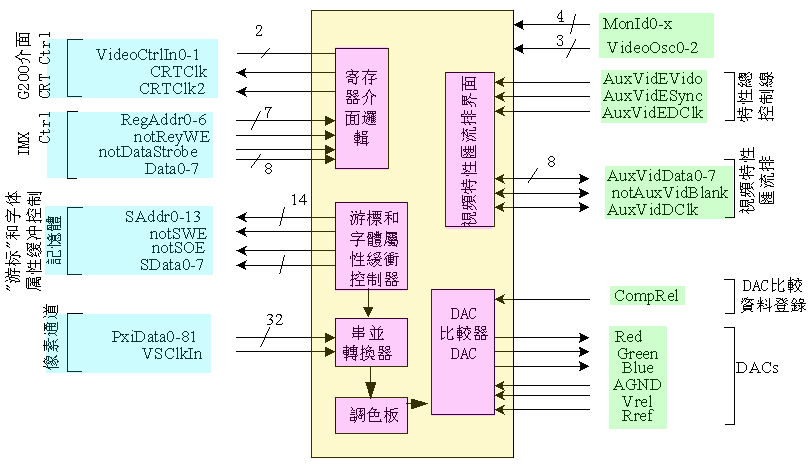 G200介面
CRT Ctrl
VideoCtrlIn0-1
CRTClk
CRTClk2
2
IMX
Ctrl
RegAddr0-6
notReyWE
notDataStrobe
Data0-7
7
8
"游标"和字体
属性缓冲控制
記憶體
SAddr0-13
notSWE
notSOE
SData0-7
14
像素通道
PxiData0-81
VSClkIn
32
寄存
器介
面邏
輯
游標和
字體屬
性緩衝
控制器
串並
轉換器
調色板
視頻特性匯流排界面
DAC
比較器
DAC
4
3
MonId0-x
VideoOsc0-2
AuxVidEVido
AuxVidESync
AuxVidEDClk
特性總
控制線
8
AuxVidData0-7
notAuxVidBlank
AuxVidDClk
視頻特性
匯流排
CompRel
DAC比較
資料登錄
Red
Green
Blue
AGND
Vrel
Rref
DACs